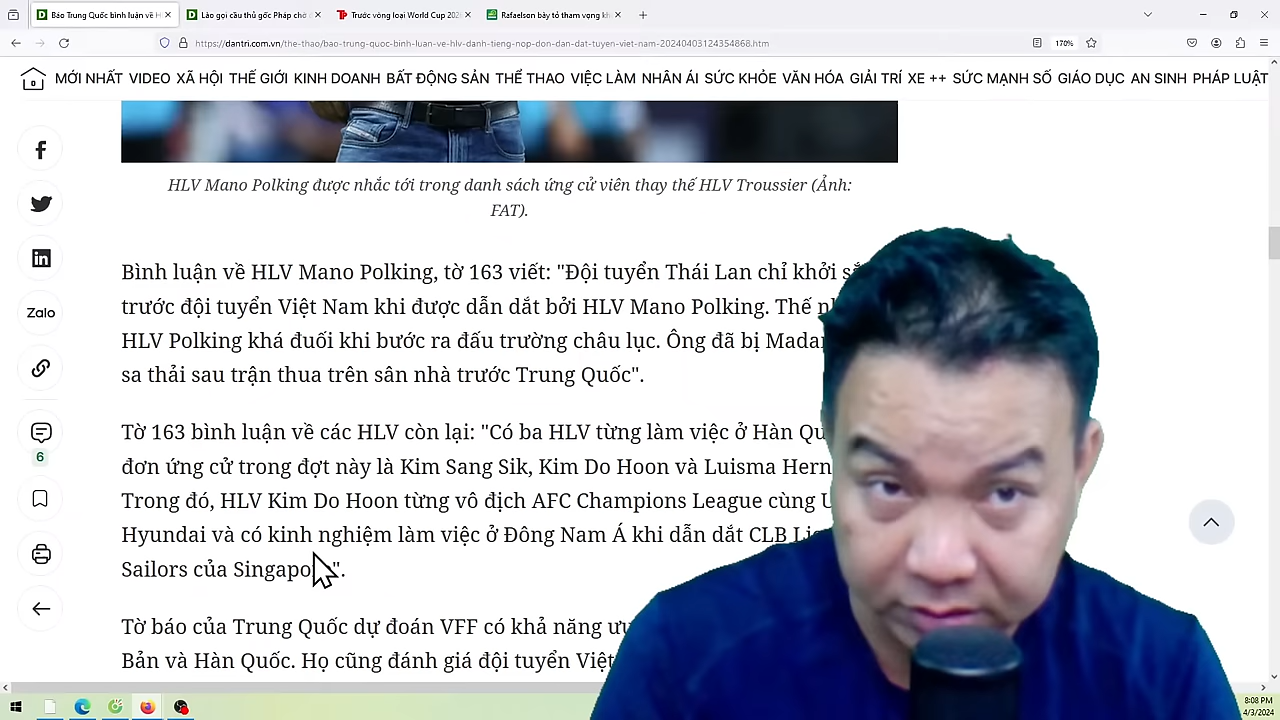 Báo Trung Quốc bình luận về H
Lào gọi cầu thủ gốc Pháp chờ
Trước vòng loại World Cup 202
Rafaelson bày tỏ tham vọng kh
https://dantri.com.vn/the-thao/bao-trung-quoc-binh-luan-ve-hlv-danh-tieng-nop-don-dan-dat-tuyen-viet-nam-20240403124354868.htm
170%
MỚI NHẤT VIDEO XÃ HỘI THẾ GIỚI KINH DOANH BẤT ĐỘNG SẢN THỂ THAO VIỆC LÀM NHÂN ÁI SỨC KHỎE VĂN HÓA GIẢI TRÍ XE ++ SỨC MẠNH SỐ GIÁO DỤC AN SINH PHÁP LUẬT
HLV Mano Polking được nhắc tới trong danh sách ứng cử viên thay thế HLV Troussier (Ảnh:
FAT).
Bình luận về HLV Mano Polking, tờ 163 viết: "Đội tuyển Thái Lan chỉ khởi
trước đội tuyển Việt Nam khi được dẫn dắt bởi HLV Mano Polking. Thế
HLV Polking khá đuối khi bước ra đấu trường châu lục. Ông đã bị Mada
sa thải sau trận thua trên sân nhà trước Trung Quốc".
Tờ 163 bình luận về các HLV còn lại: "Có ba HLV từng làm việc ở Hàn Qu
đơn ứng cử trong đợt này là Kim Sang Sik, Kim Do Hoon và Luisma Hern
Trong đó, HLV Kim Do Hoon từng vô địch AFC Champions League cùng U
Hyundai và có kinh nghiệm làm việc ở Đông Nam Á khi dẫn dắt CLB Li
Sailors của Singapo ".
Tờ báo của Trung Quốc dự đoán VFF có khả năng ưu
Bản và Hàn Quốc. Họ cũng đánh giá đội tuyển Việt
Zalo
6
8:08 PM
4/3/2024